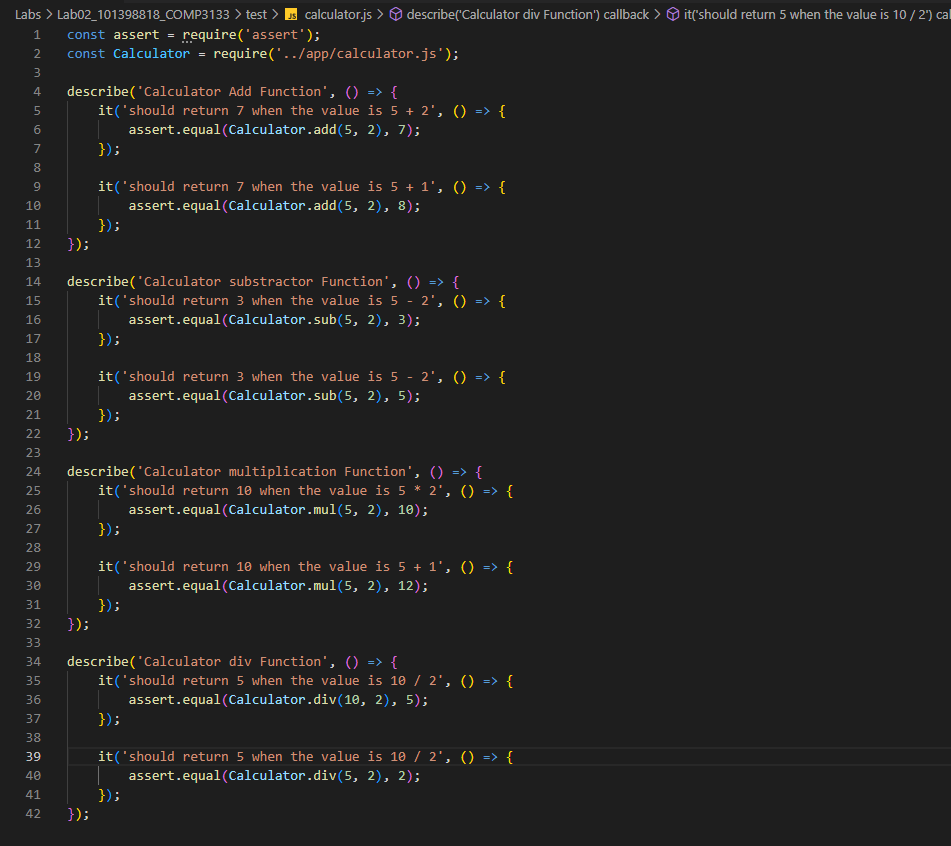 Labs > Lab02_101398818_COMP3133 > test > JS calculator.js > describe('Calculator div Function') callback > it('should return 5 when the value is 10 / 2') cal
1 const assert = require('assert');
2 const Calculator = require('../app/calculator.js');
3
4 describe('Calculator Add Function', () => {
5 it('should return 7 when the value is 5 + 2', () => {
6 assert.equal(Calculator.add(5, 2), 7);
7 });
8
9 it('should return 7 when the value is 5 + 1', () => {
10 assert.equal(Calculator.add(5, 2), 8);
11 });
12 });
13
14 describe('Calculator substractor Function', () => {
15 it('should return 3 when the value is 5 - 2', () => {
16 assert.equal(Calculator.sub(5, 2), 3);
17 });
18
19 it('should return 3 when the value is 5 - 2', () => {
20 assert.equal(Calculator.sub(5, 2), 5);
21 });
22 });
23
24 describe('Calculator multiplication Function', () => {
25 it('should return 10 when the value is 5 * 2', () => {
26 assert.equal(Calculator.mul(5, 2), 10);
27 });
28
29 it('should return 10 when the value is 5 + 1', () => {
30 assert.equal(Calculator.mul(5, 2), 12);
31 });
32 });
33
34 describe('Calculator div Function', () => {
35 it('should return 5 when the value is 10 / 2', () => {
36 assert.equal(Calculator.div(10, 2), 5);
37 });
38
39 it('should return 5 when the value is 10 / 2', () => {
40 assert.equal(Calculator.div(5, 2), 2);
41 });
42 });